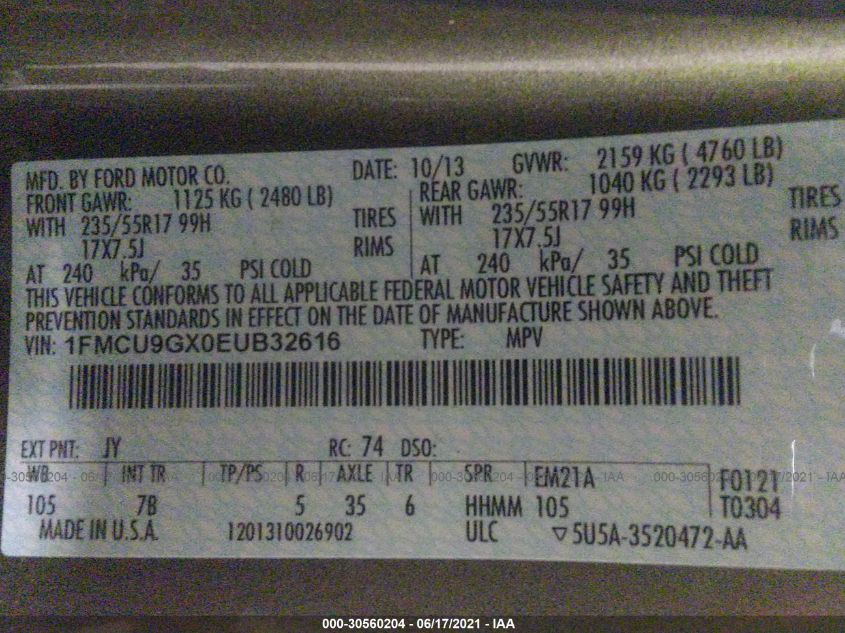 MFD. BY FORD MOTOR CO. DATE: 10/13 GVWR: 2159 KG ( 4760 LB)
FRONT GAWR: 1125 KG ( 2480 LB) REAR GAWR: 1040 KG ( 2293 LB)
WITH 235/55R17 99H TIRES WITH 235/55R17 99H TIRES
17X7.5J RIMS 17X7.5J RIMS
AT 240 kPa/ 35 PSI COLD AT 240 kPa/ 35 PSI COLD
THIS VEHICLE CONFORMS TO ALL APPLICABLE FEDERAL MOTOR VEHICLE SAFETY AND THEFT
PREVENTION STANDARDS IN EFFECT ON THE DATE OF MANUFACTURE SHOWN ABOVE.
VIN: 1FMCU9GX0EUB32616 TYPE: MPV
EXT PNT: JY RC: 74 DSO:
WB INT TR TP/PS R AXLE TR SPR EM21A F0121
105 7B 5 35 6 HHMM 105 T0304
MADE IN U.S.A. 1201310026902 ULC ▽5U5A-3520472-AA
000-30560204 - 06/17/2021 - IAA